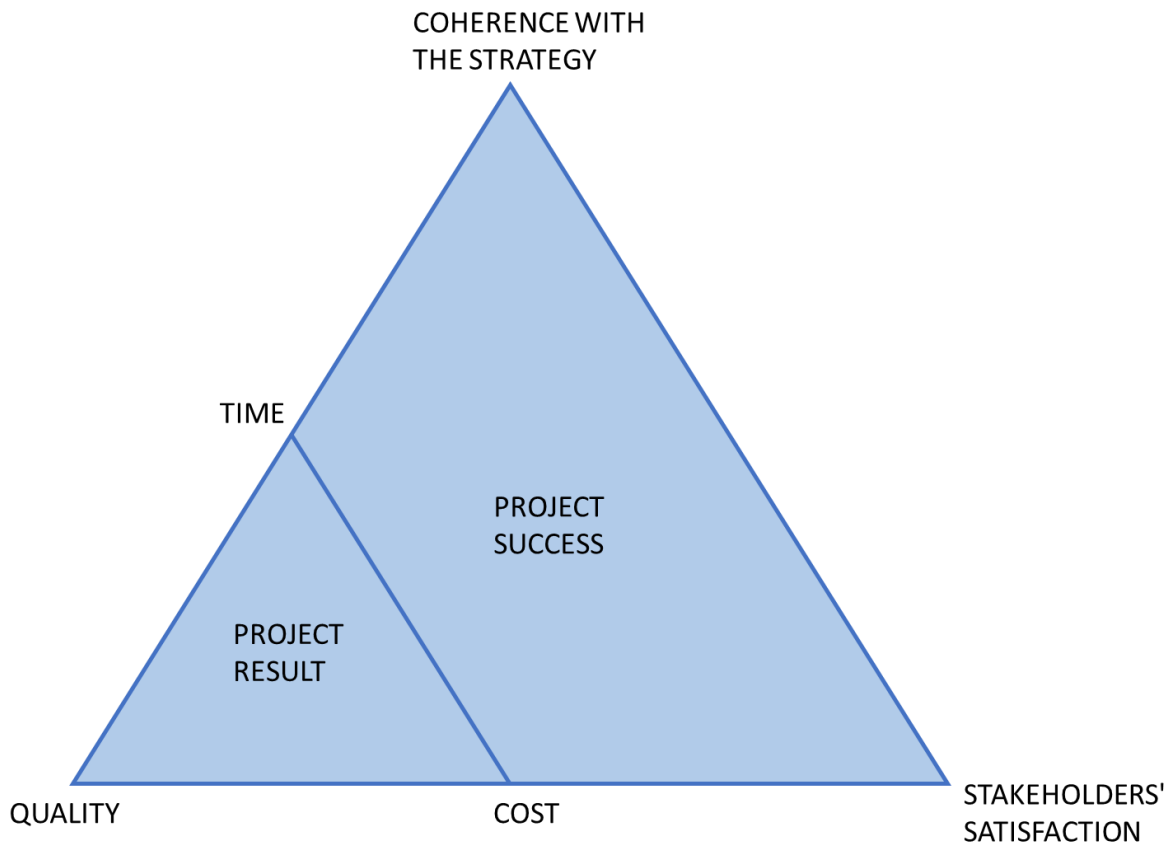 COHERENCE WITH
THE STRATEGY
TIME
PROJECT
SUCCESS
PROJECT
RESULT
QUALITY
COST
STAKEHOLDERS'
SATISFACTION